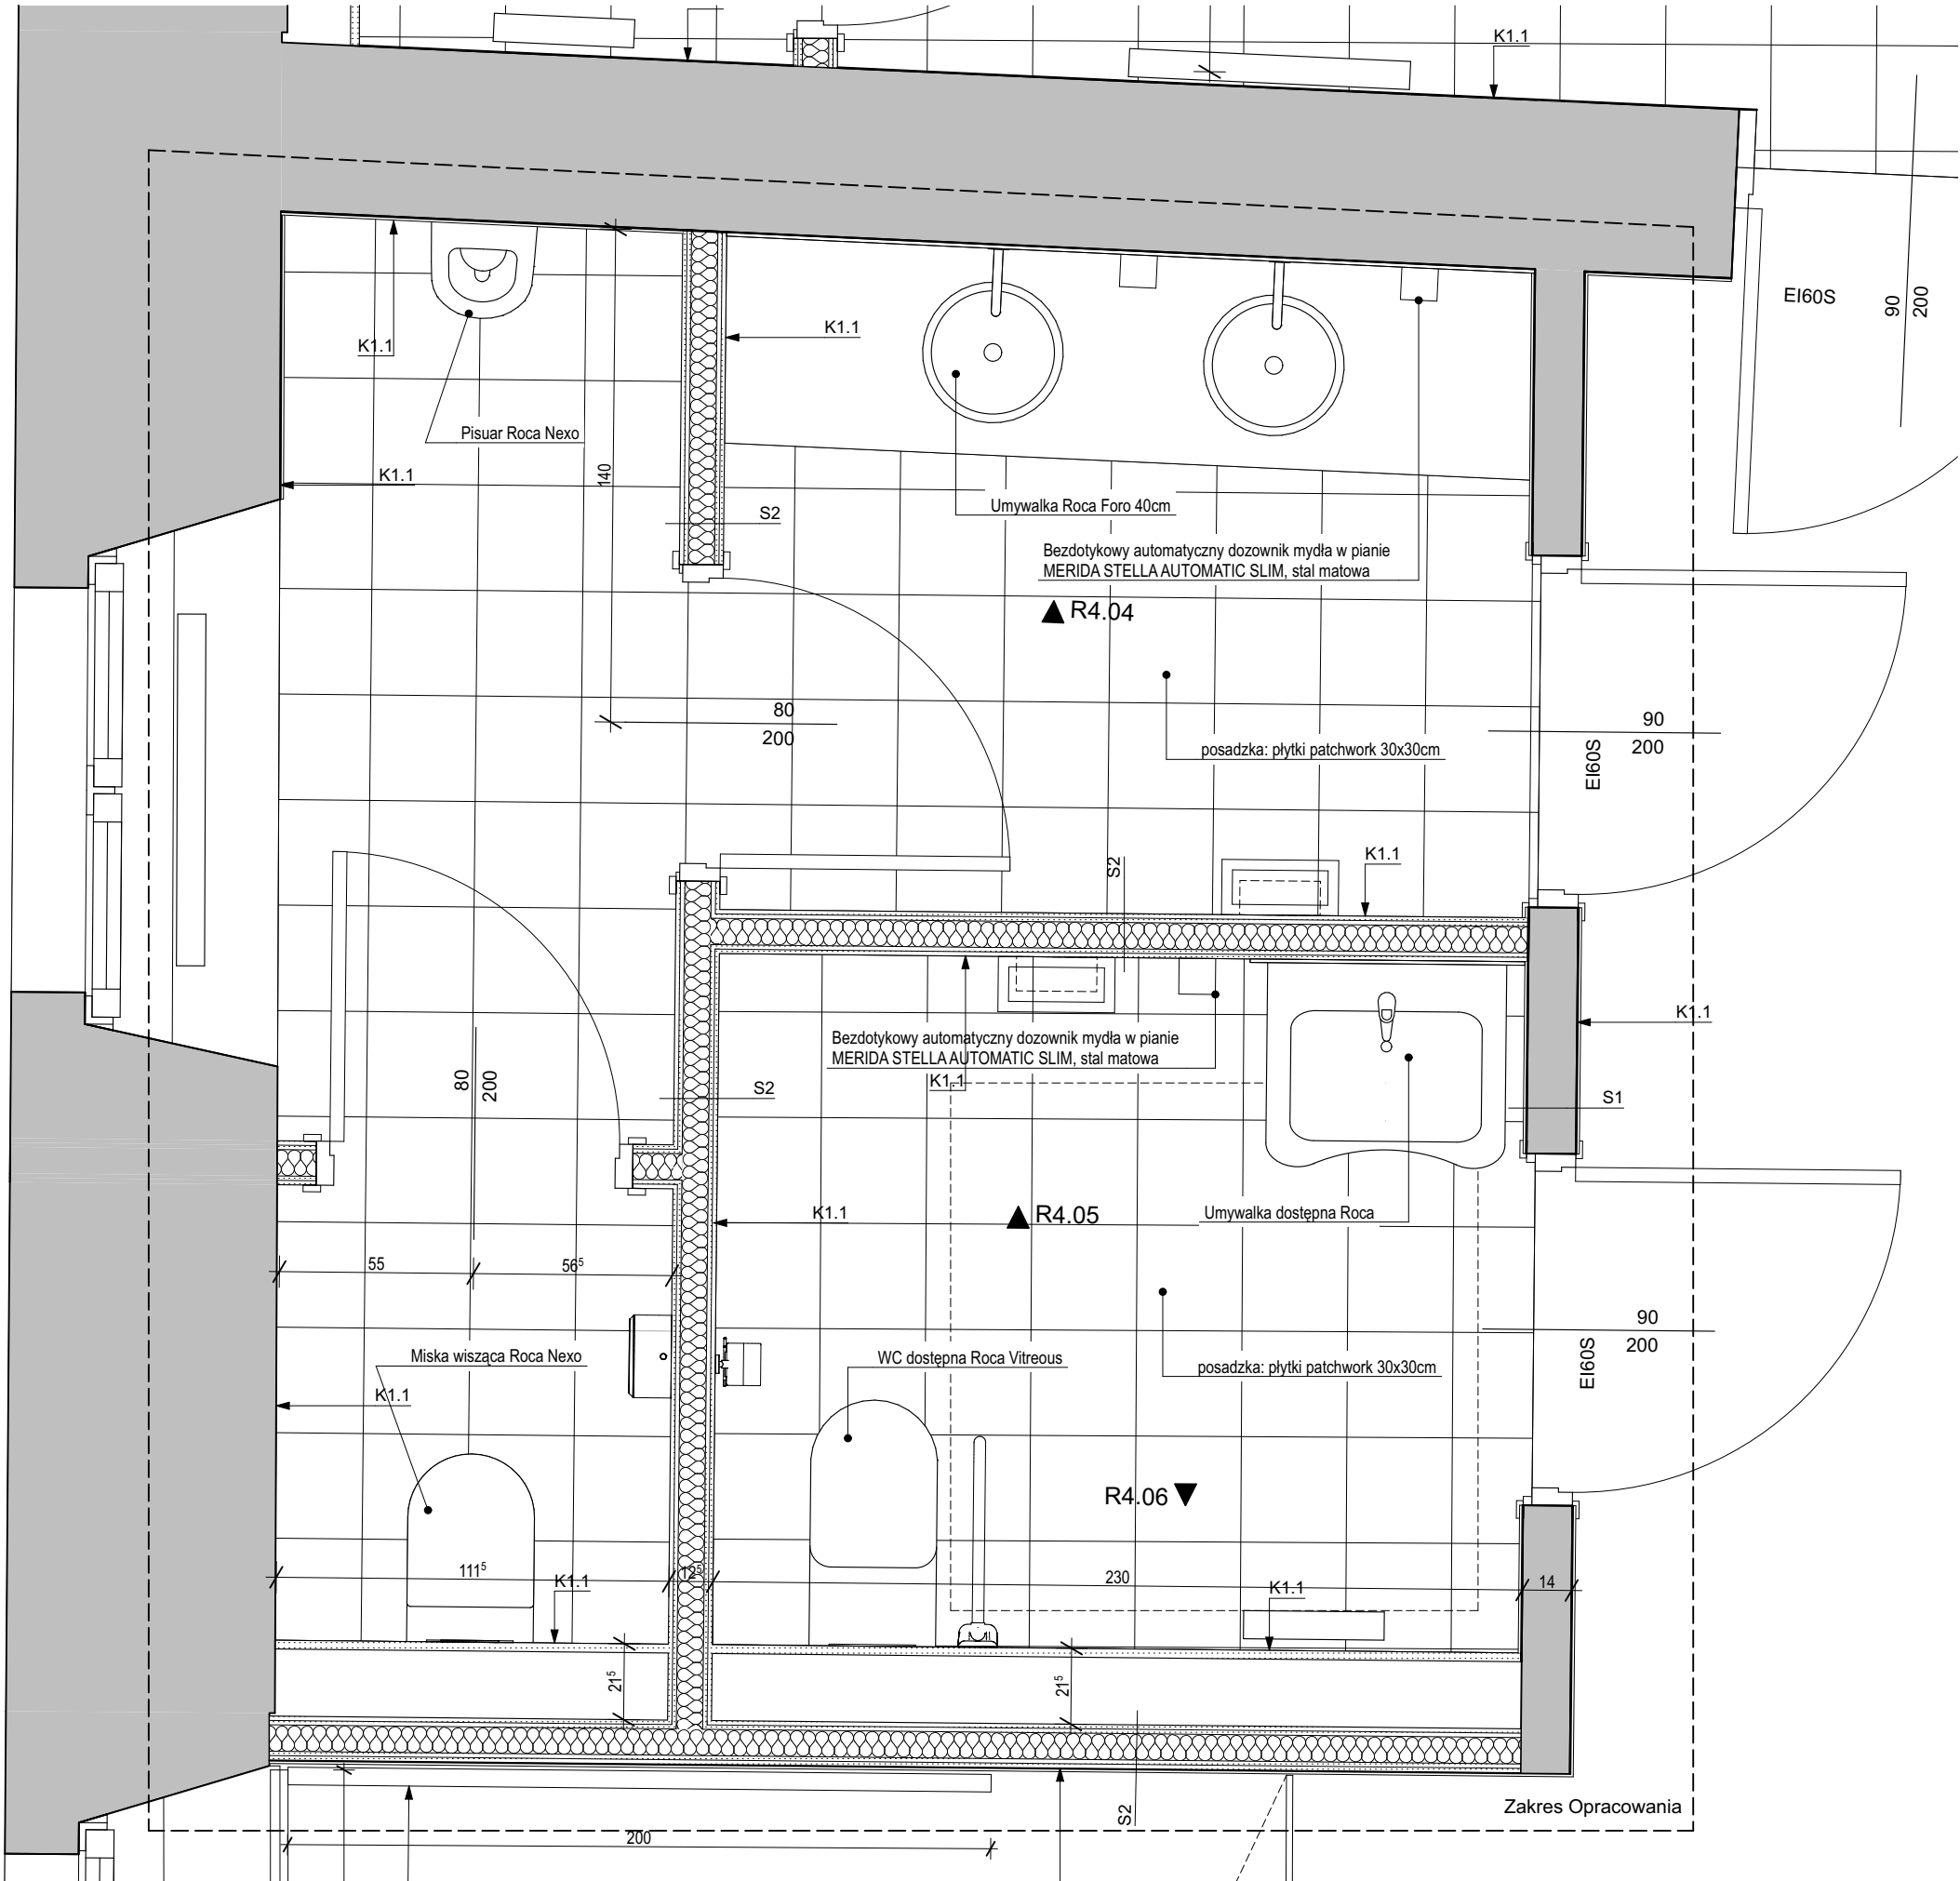 K1.1
EI60S
90
200
K1.1
K1.1
Pisuar Roca Nexo
K1.1
140
S2
Umywalka Roca Foro 40cm
Bezdotykowy automatyczny dozownik mydła w pianie
MERIDA STELLA AUTOMATIC SLIM, stal matowa
▲ R4.04
80
200
90
200
EI60S
posadzka: płytki patchwork 30x30cm
K1.1
S2
Bezdotykowy automatyczny dozownik mydła w pianie
MERIDA STELLA AUTOMATIC SLIM, stal matowa
K1.1
K1.1
80
200
S2
S1
K1.1
▲ R4.05
Umywalka dostępna Roca
55
56⁵
90
200
EI60S
Miska wisząca Roca Nexo
WC dostępna Roca Vitreous
posadzka: płytki patchwork 30x30cm
K1.1
R4.06 ▼
111⁵
K1.1
12⁵
230
K1.1
14
21⁵
21⁵
S2
Zakres Opracowania
200